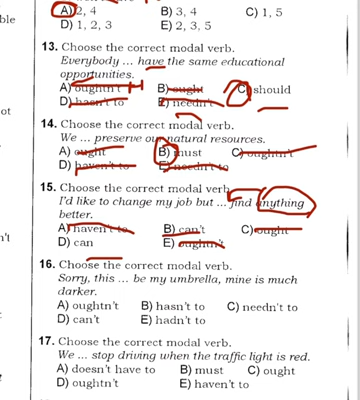 ble
A) 2, 4 B) 3, 4 C) 1, 5
D) 1, 2, 3 E) 2, 3, 5
13. Choose the correct modal verb.
Everybody ... have the same educational
opportunities.
A) oughtn't B) ought C) should
D) hasn't to E) needn't
ot
14. Choose the correct modal verb.
We ... preserve our natural resources.
A) ought B) must C) oughtn't
D) haven't to E) needn't to
15. Choose the correct modal verb.
I'd like to change my job but ... find anything
better.
A) haven't to B) can't C) ought
n't
D) can E) oughtn't
16. Choose the correct modal verb.
Sorry, this ... be my umbrella, mine is much
darker.
A) oughtn't B) hasn't to C) needn't to
D) can't E) hadn't to
17. Choose the correct modal verb.
We ... stop driving when the traffic light is red.
A) doesn't have to B) must C) ought
D) oughtn't E) haven't to